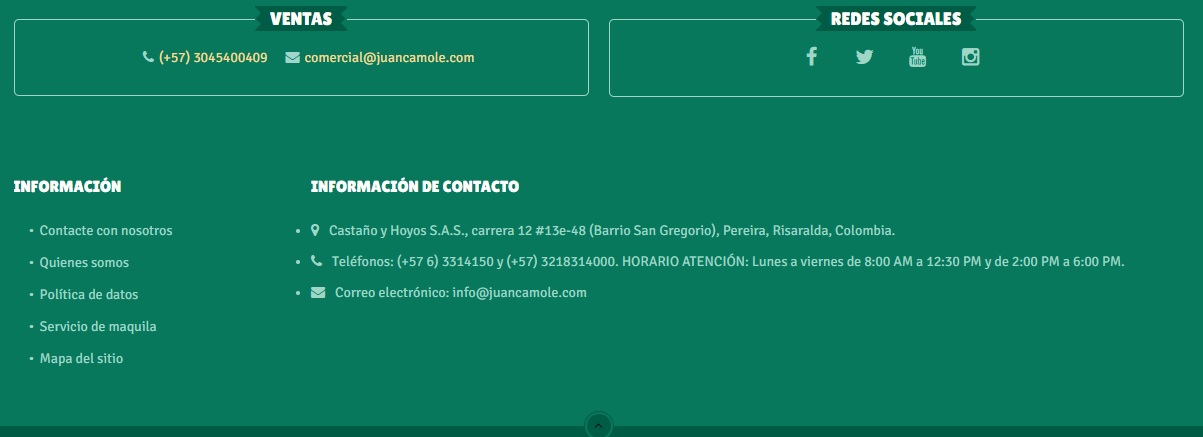 VENTAS
(+57) 3045400409 comercial@juancamole.com
REDES SOCIALES
You Tube
INFORMACIÓN
• Contacte con nosotros
• Quienes somos
• Política de datos
• Servicio de maquila
• Mapa del sitio
INFORMACIÓN DE CONTACTO
• Castaño y Hoyos S.A.S., carrera 12 #13e-48 (Barrio San Gregorio), Pereira, Risaralda, Colombia.
• Teléfonos: (+57 6) 3314150 y (+57) 3218314000. HORARIO ATENCIÓN: Lunes a viernes de 8:00 AM a 12:30 PM y de 2:00 PM a 6:00 PM.
• Correo electrónico: info@juancamole.com